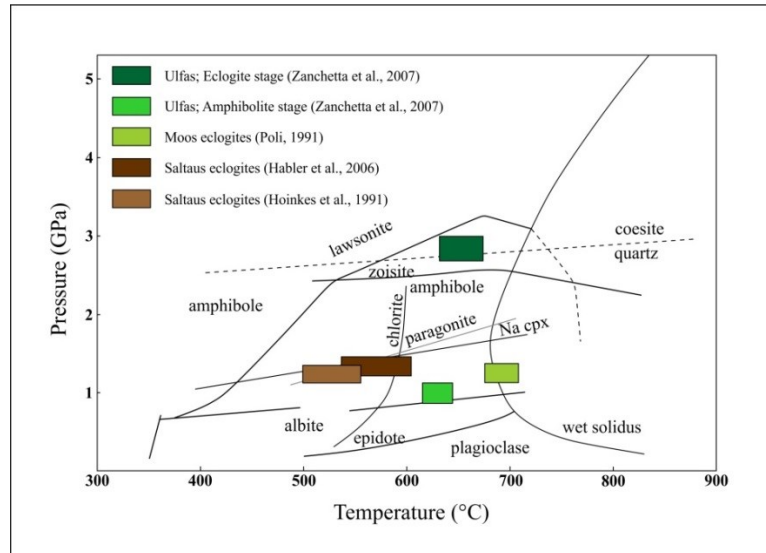 5
4
3
2
1
Pressure (GPa)
Ulfas; Eclogite stage (Zanchetta et al., 2007)
Ulfas; Amphibolite stage (Zanchetta et al., 2007)
Moos eclogites (Poli, 1991)
Saltaus eclogites (Habler et al., 2006)
Saltaus eclogites (Hoinkes et al., 1991)
lawsonite
coesite
quartz
zoisite
amphibole
amphibole
chlorite
paragonite
Na cpx
albite
epidote
plagioclase
wet solidus
300 400 500 600 700 800 900
Temperature (°C)